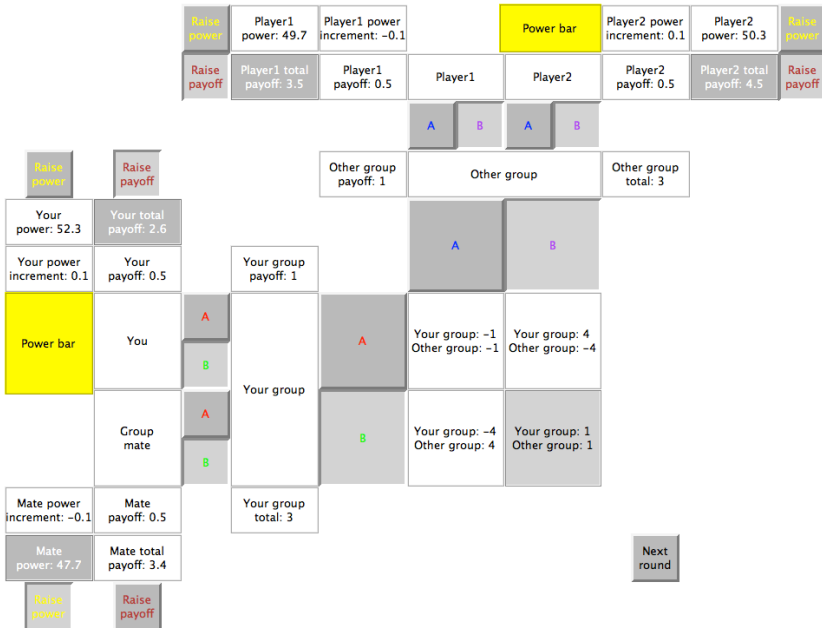 Raise
power
Player1
power: 49.7
Player1 power
increment: -0.1
Power bar
Player2 power
increment: 0.1
Player2
power: 50.3
Raise
power
Raise
payoff
Player1 total
payoff: 3.5
Player1
payoff: 0.5
Player1
Player2
Player2
payoff: 0.5
Player2 total
payoff: 4.5
Raise
payoff
A
B
A
B
Raise
power
Raise
payoff
Other group
payoff: 1
Other group
Other group
total: 3
Your
power: 52.3
Your total
payoff: 2.6
A
B
Your power
increment: 0.1
Your
payoff: 0.5
Your group
payoff: 1
Power bar
You
A
B
Your group
A
Your group: -1
Other group: -1
Your group: 4
Other group: -4
Group
mate
A
B
B
Your group: -4
Other group: 4
Your group: 1
Other group: 1
Mate power
increment: -0.1
Mate
payoff: 0.5
Your group
total: 3
Mate
power: 47.7
Mate total
payoff: 3.4
Next
round
Raise
power
Raise
payoff